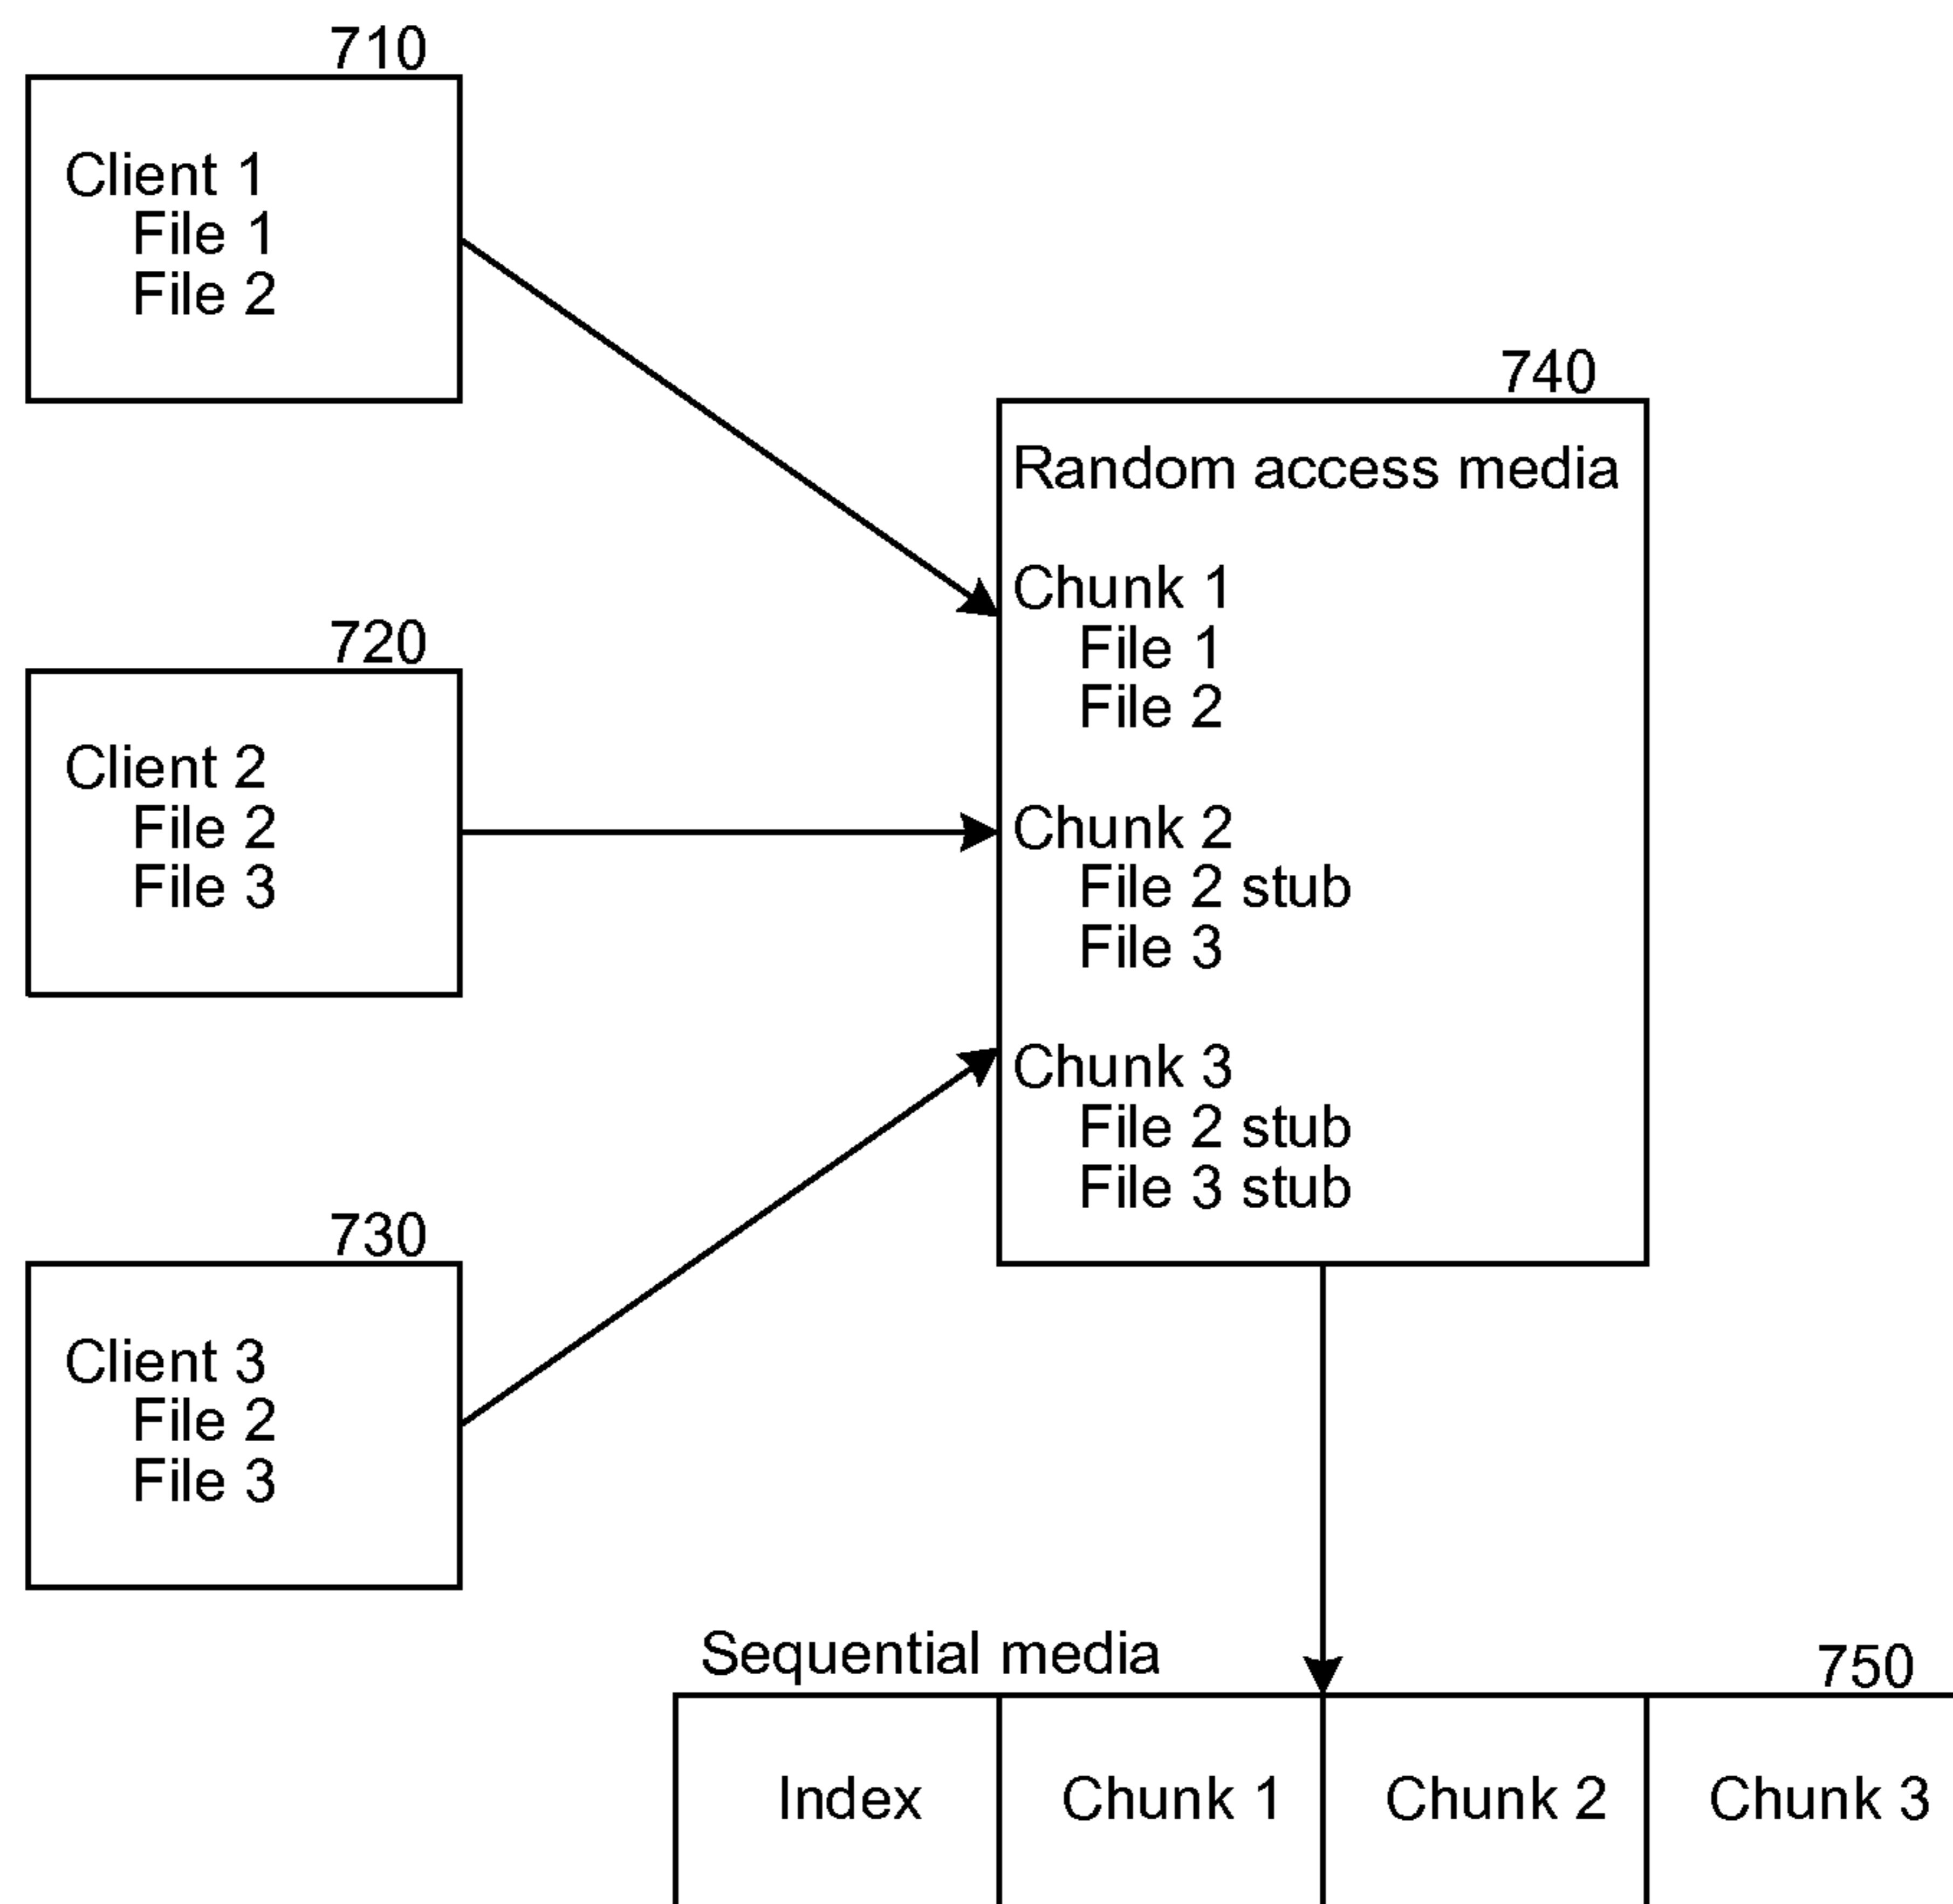 710
Client 1
File 1
File 2
720
Client 2
File 2
File 3
730
Client 3
File 2
File 3
740
Random access media
Chunk 1
File 1
File 2
Chunk 2
File 2 stub
File 3
Chunk 3
File 2 stub
File 3 stub
Sequential media
750
Index
Chunk 1
Chunk 2
Chunk 3